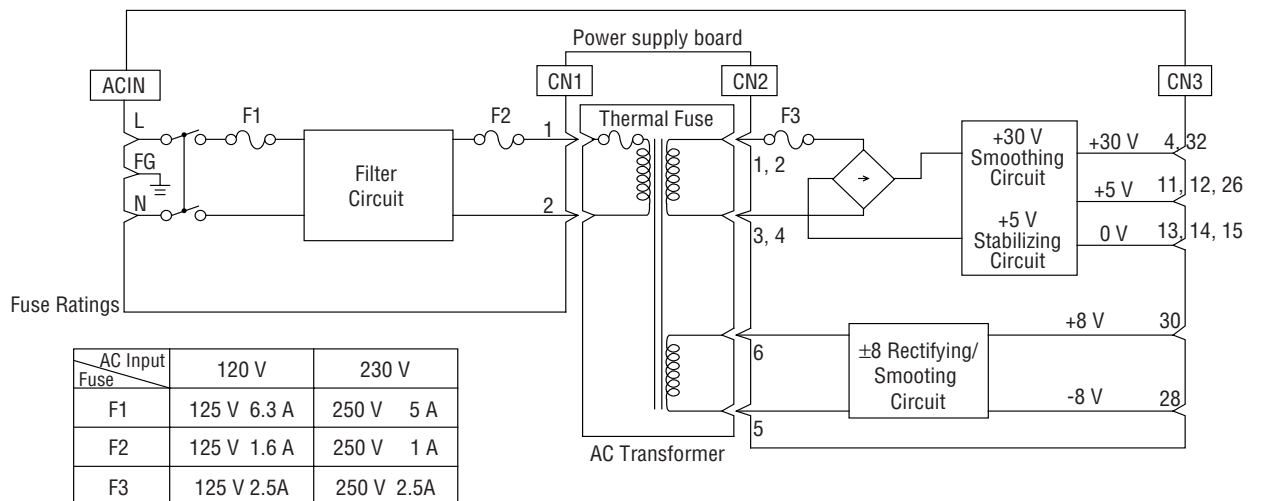 Power supply board
ACIN
CN1
CN2
CN3
L
F1
F2
1
Thermal Fuse
F3
FG
N
Filter
Circuit
2
1, 2
3, 4
+30 V
Smoothing
Circuit
+5 V
Stabilizing
Circuit
+30 V
4, 32
+5 V
11, 12, 26
0 V
13, 14, 15
Fuse Ratings
6
5
±8 Rectifying/
Smooting
Circuit
+8 V
30
-8 V
28
AC Transformer
AC Input
Fuse
120 V
230 V
F1
125 V 6.3 A
250 V 5 A
F2
125 V 1.6 A
250 V 1 A
F3
125 V 2.5A
250 V 2.5A